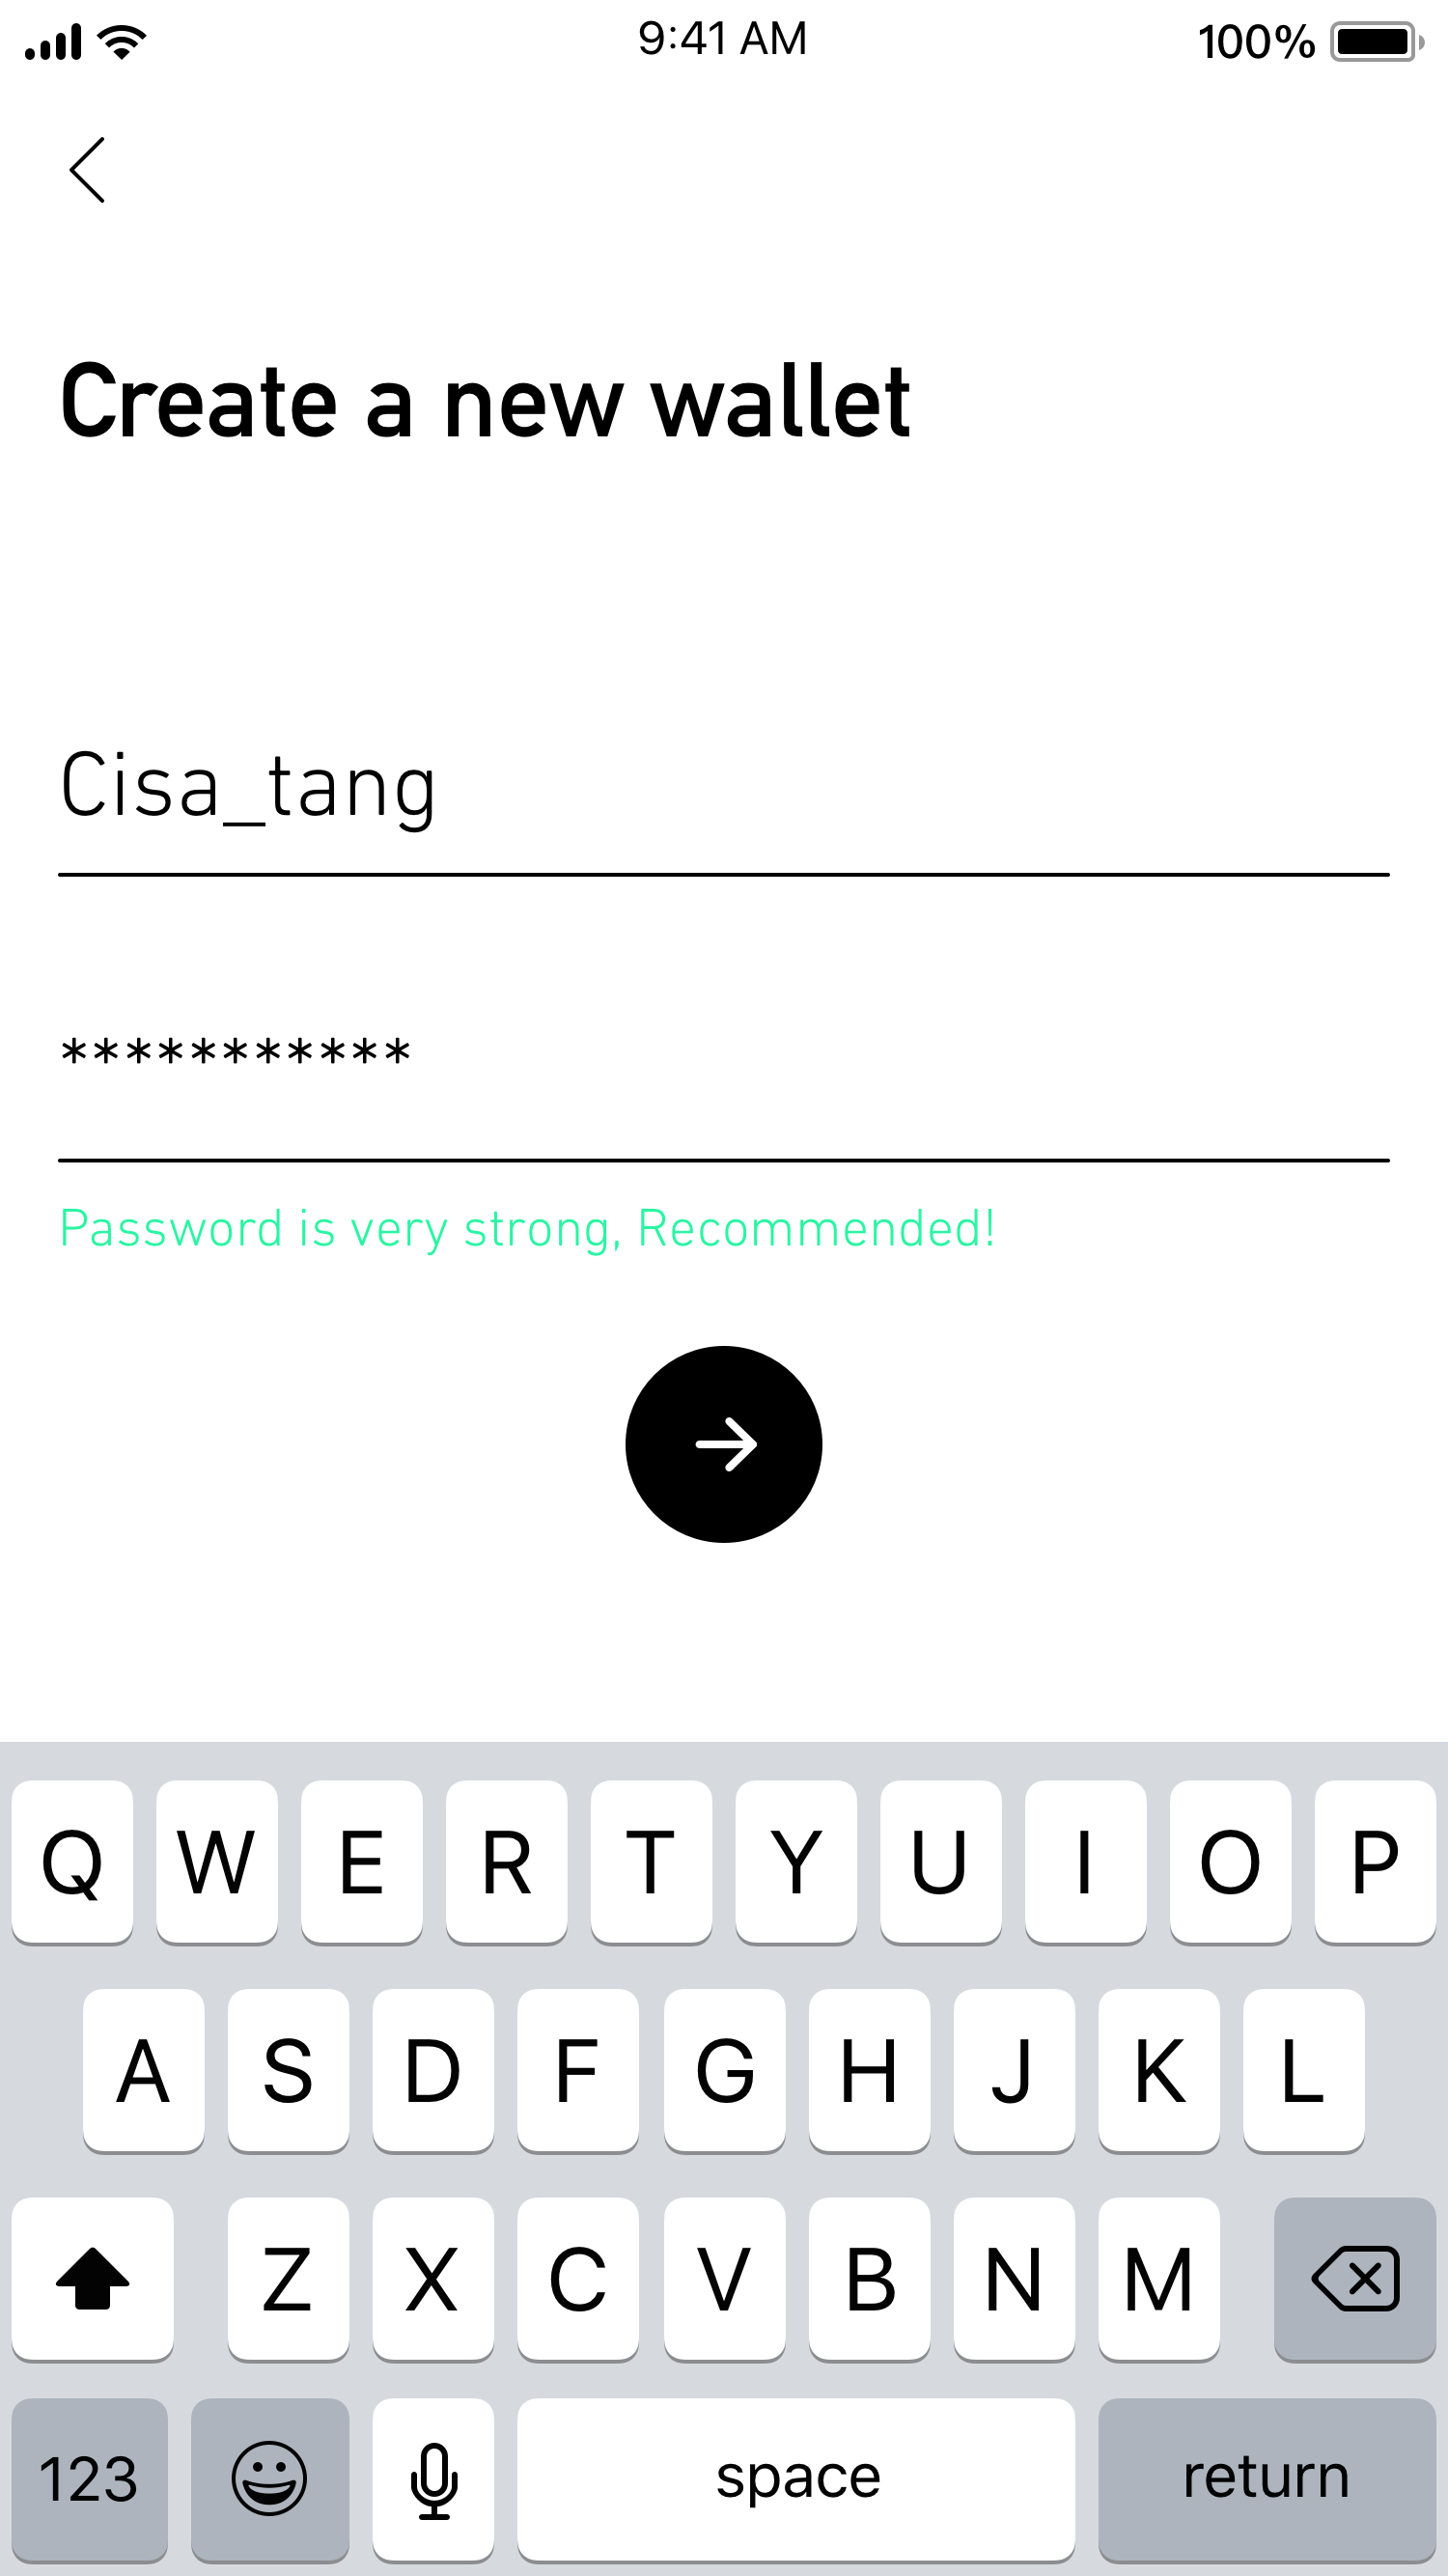 9:41 AM
100%
Create a new wallet
Cisa_tang
***********
Password is very strong, Recommended!
Q W E R T Y U I O P
A S D F G H J K L
Z X C V B N M
123 space return